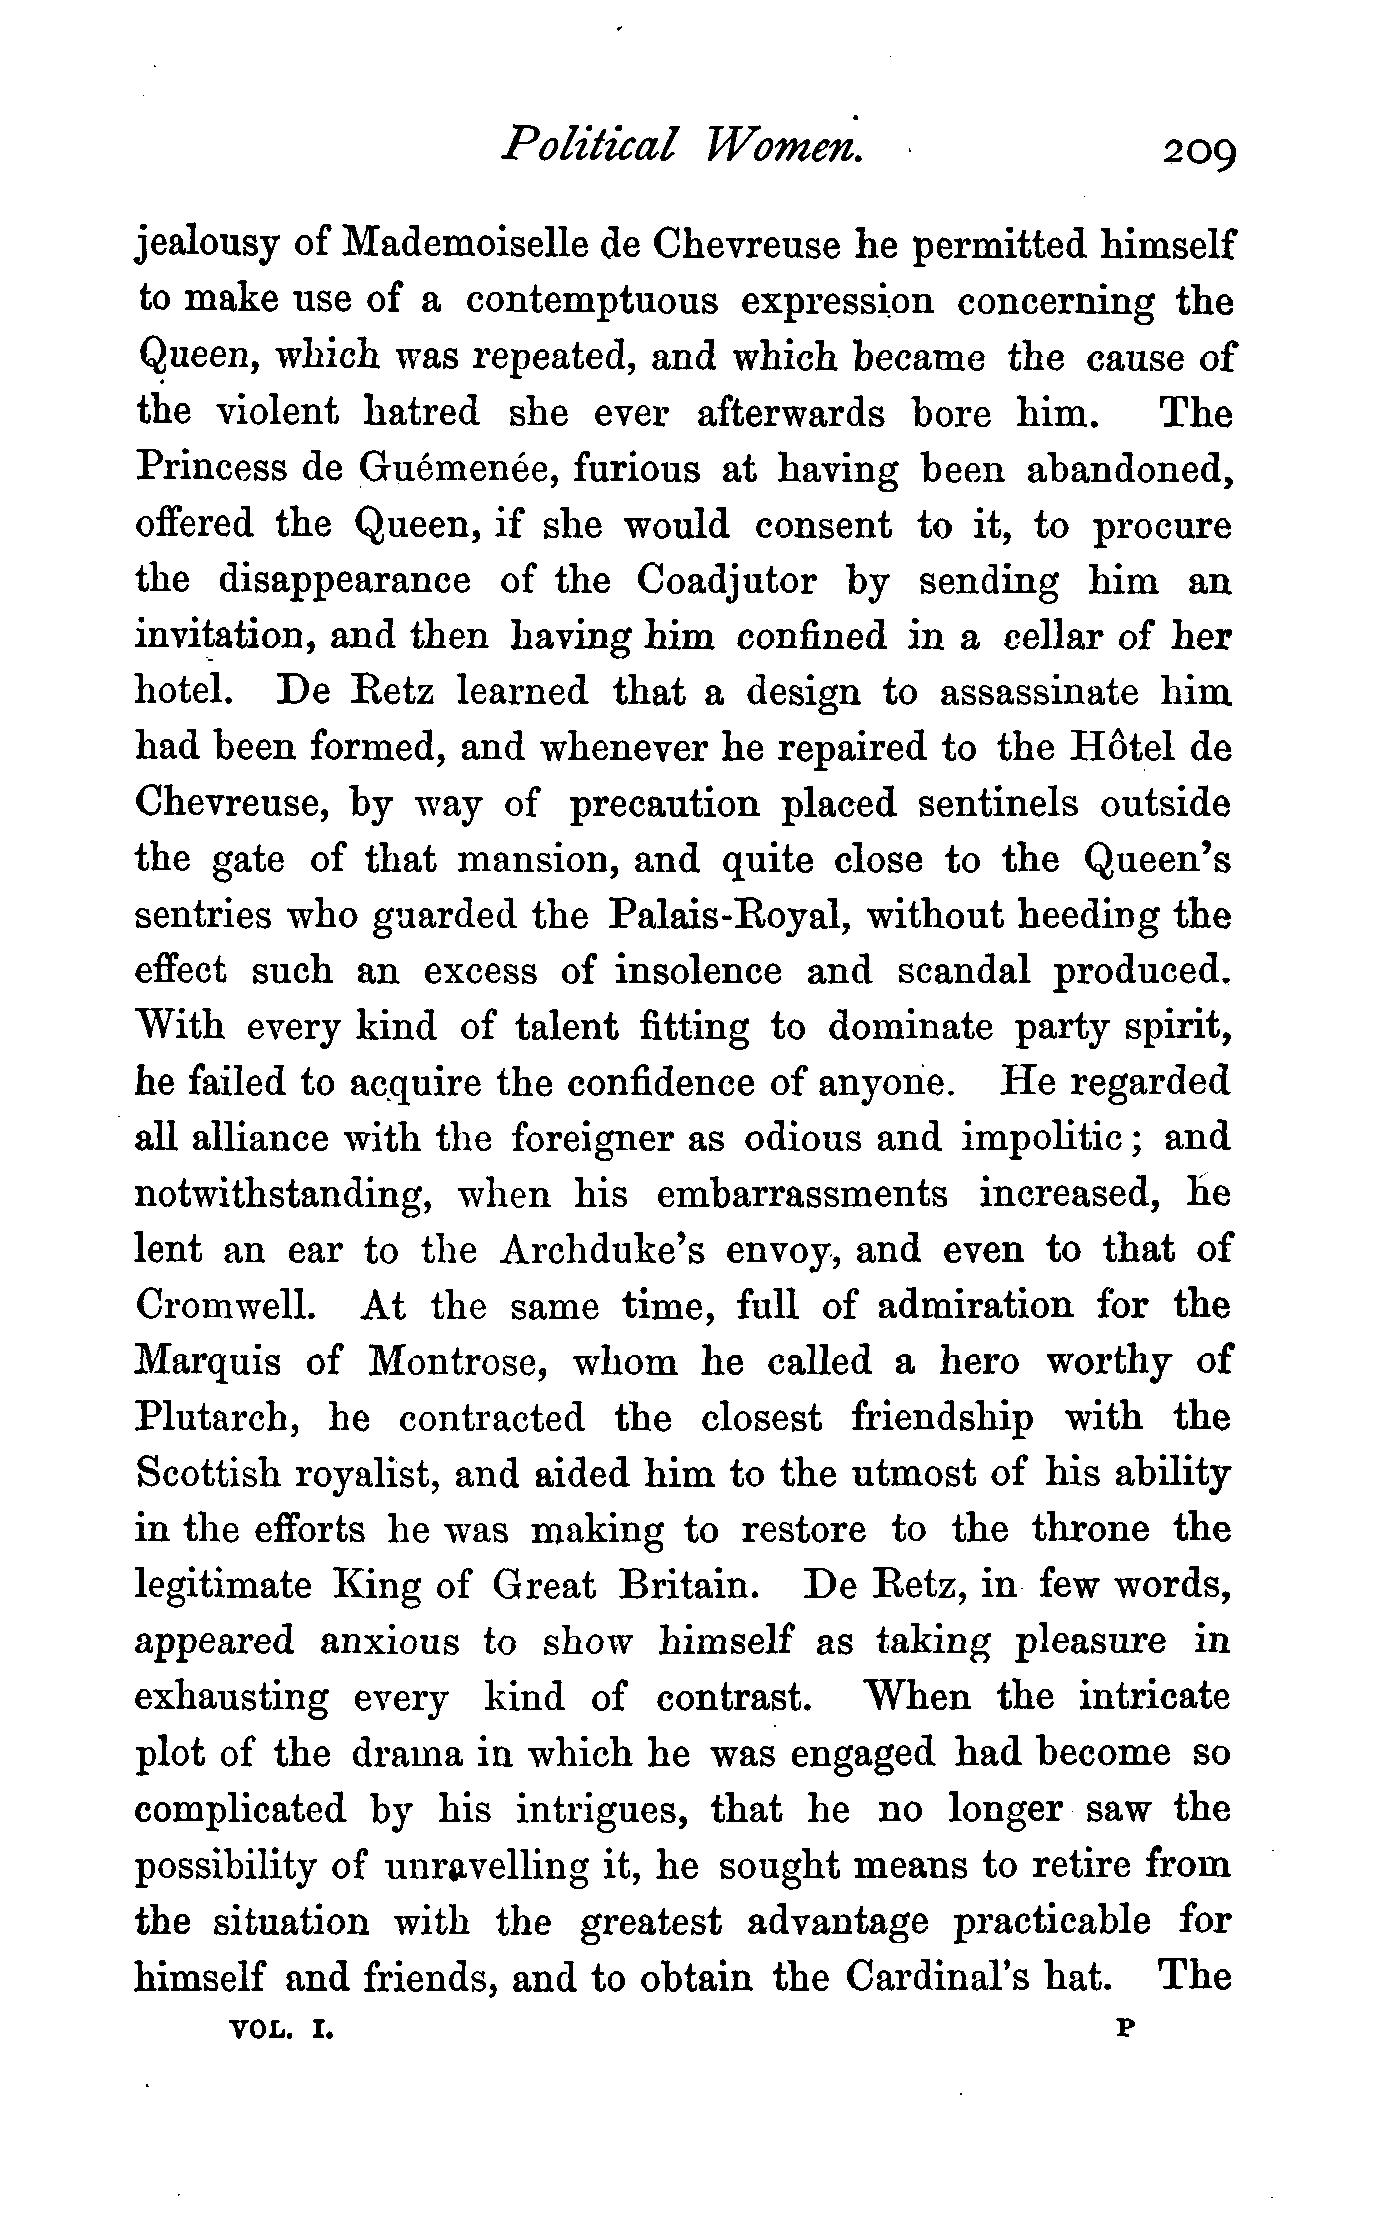 Political Women. 209
jealousy of Mademoiselle de Chevreuse he permitted himself
to make use of a contemptuous expression concerning the
Queen, which was repeated, and which became the cause of
the violent hatred she ever afterwards bore him. The
Princess de Guémenée, furious at having been abandoned,
offered the Queen, if she would consent to it, to procure
the disappearance of the Coadjutor by sending him an
invitation, and then having him confined in a cellar of her
hotel. De Retz learned that a design to assassinate him
had been formed, and whenever he repaired to the Hôtel de
Chevreuse, by way of precaution placed sentinels outside
the gate of that mansion, and quite close to the Queen's
sentries who guarded the Palais-Royal, without heeding the
effect such an excess of insolence and scandal produced.
With every kind of talent fitting to dominate party spirit,
he failed to acquire the confidence of anyone. He regarded
all alliance with the foreigner as odious and impolitic; and
notwithstanding, when his embarrassments increased, he
lent an ear to the Archduke's envoy, and even to that of
Cromwell. At the same time, full of admiration for the
Marquis of Montrose, whom he called a hero worthy of
Plutarch, he contracted the closest friendship with the
Scottish royalist, and aided him to the utmost of his ability
in the efforts he was making to restore to the throne the
legitimate King of Great Britain. De Retz, in few words,
appeared anxious to show himself as taking pleasure in
exhausting every kind of contrast. When the intricate
plot of the drama in which he was engaged had become so
complicated by his intrigues, that he no longer saw the
possibility of unravelling it, he sought means to retire from
the situation with the greatest advantage practicable for
himself and friends, and to obtain the Cardinal's hat. The
VOL. I. P